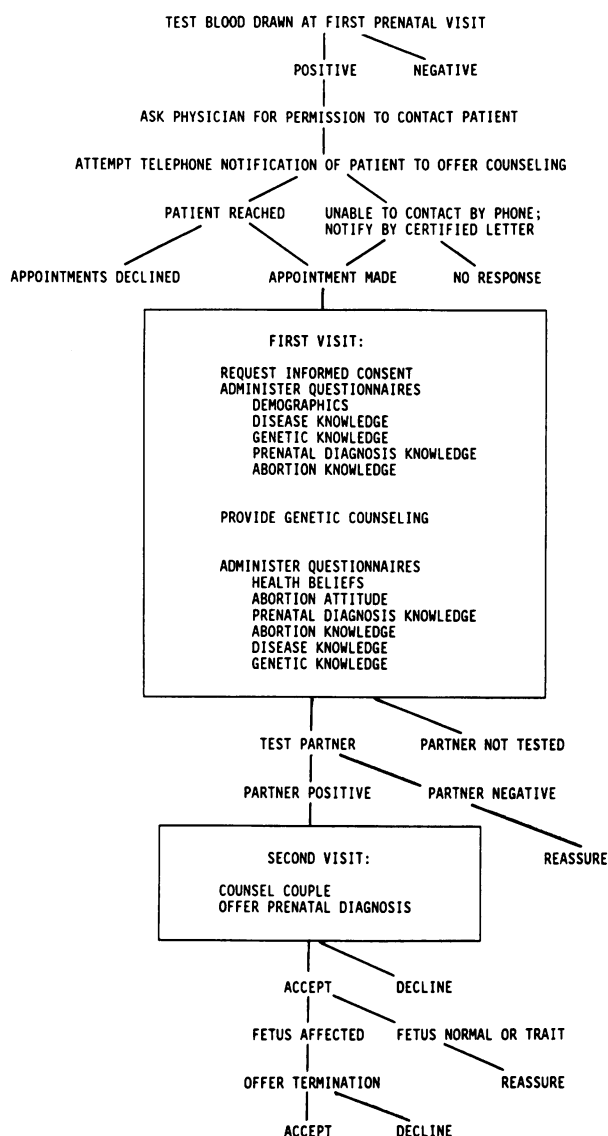 TEST BLOOD DRAWN AT FIRST PRENATAL VISIT
POSITIVE NEGATIVE
ASK PHYSICIAN FOR PERMISSION TO CONTACT PATIENT
ATTEMPT TELEPHONE NOTIFICATION OF PATIENT TO OFFER COUNSELING
PATIENT REACHED
UNABLE TO CONTACT BY PHONE;
NOTIFY BY CERTIFIED LETTER
APPOINTMENTS DECLINED APPOINTMENT MADE NO RESPONSE
FIRST VISIT:
REQUEST INFORMED CONSENT
ADMINISTER QUESTIONNAIRES
DEMOGRAPHICS
DISEASE KNOWLEDGE
GENETIC KNOWLEDGE
PRENATAL DIAGNOSIS KNOWLEDGE
ABORTION KNOWLEDGE
PROVIDE GENETIC COUNSELING
ADMINISTER QUESTIONNAIRES
HEALTH BELIEFS
ABORTION ATTITUDE
PRENATAL DIAGNOSIS KNOWLEDGE
ABORTION KNOWLEDGE
DISEASE KNOWLEDGE
GENETIC KNOWLEDGE
TEST PARTNER PARTNER NOT TESTED
PARTNER POSITIVE PARTNER NEGATIVE
REASSURE
SECOND VISIT:
COUNSEL COUPLE
OFFER PRENATAL DIAGNOSIS
ACCEPT DECLINE
FETUS AFFECTED FETUS NORMAL OR TRAIT
OFFER TERMINATION REASSURE
ACCEPT DECLINE